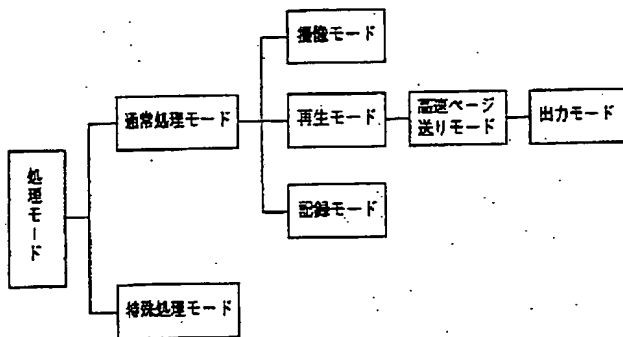 処理モード
通常処理モード
特殊処理モード
撮像モード
再生モード
記録モード
高速ページ
送りモード
出力モード